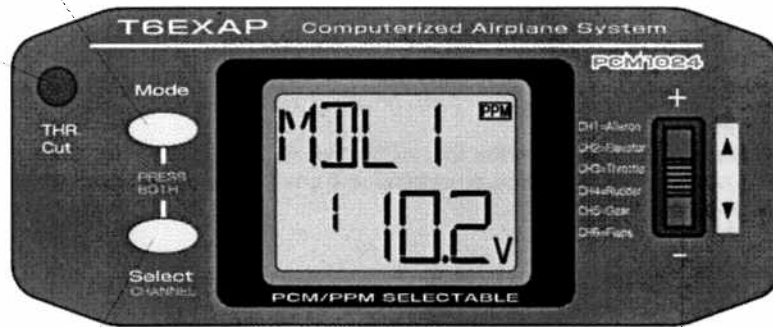 T6EXAP Computerized Airplane System
PCM1024
Mode
THR.
Cut
PRESS
BOTH
Select
CHANNEL
MDL 1
PPM
1 10.2V
PCM/PPM SELECTABLE
+
CH1=Aileron
CH2=Elevator
CH3=Throttle
CH4=Rudder
CH5=Gear
CH6=Flaps
▲
▼
−